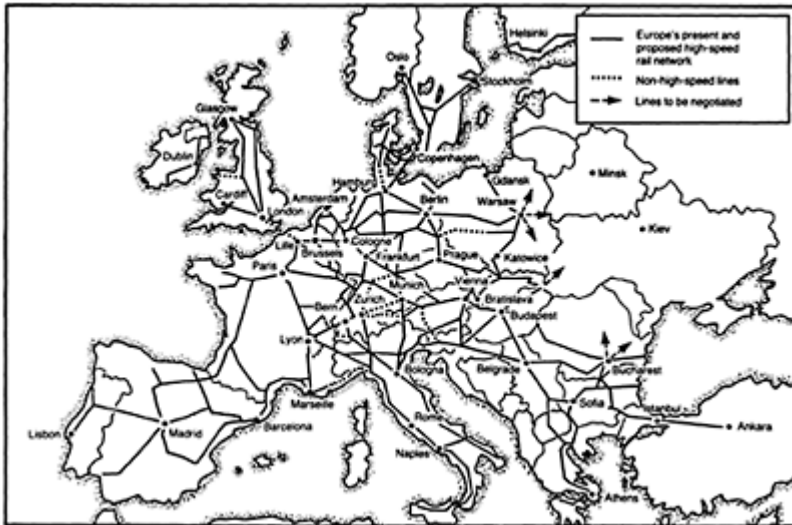 Helsinki
Europe's present and
proposed high-speed
rail network
Non-high-speed lines
Lines to be negotiated
Oslo
Stockholm
Glasgow
Dublin
Copenhagen
Minsk
Hamburg
Gdansk
Cardiff
Amsterdam
Berlin
Warsaw
London
Kiev
Lille
Cologne
Brussels
Frankfurt
Prague
Katowice
Paris
Munich
Vienna
Bern
Zurich
Bratislava
Budapest
Lyon
Belgrade
Bucharest
Bologna
Marseille
Rome
Sofia
Istanbul
Lisbon
Madrid
Barcelona
Ankara
Naples
Athens